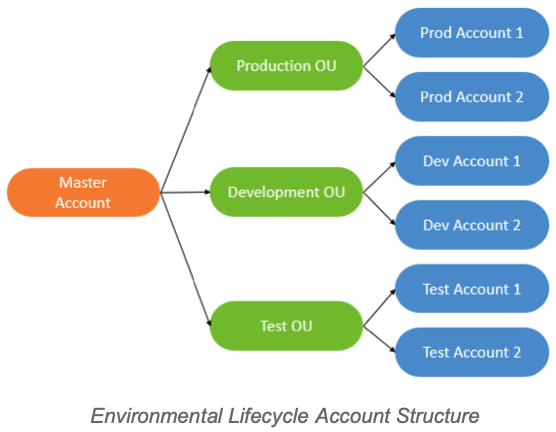 Master
Account
Production OU
Development OU
Test OU
Prod Account 1
Prod Account 2
Dev Account 1
Dev Account 2
Test Account 1
Test Account 2
Environmental Lifecycle Account Structure